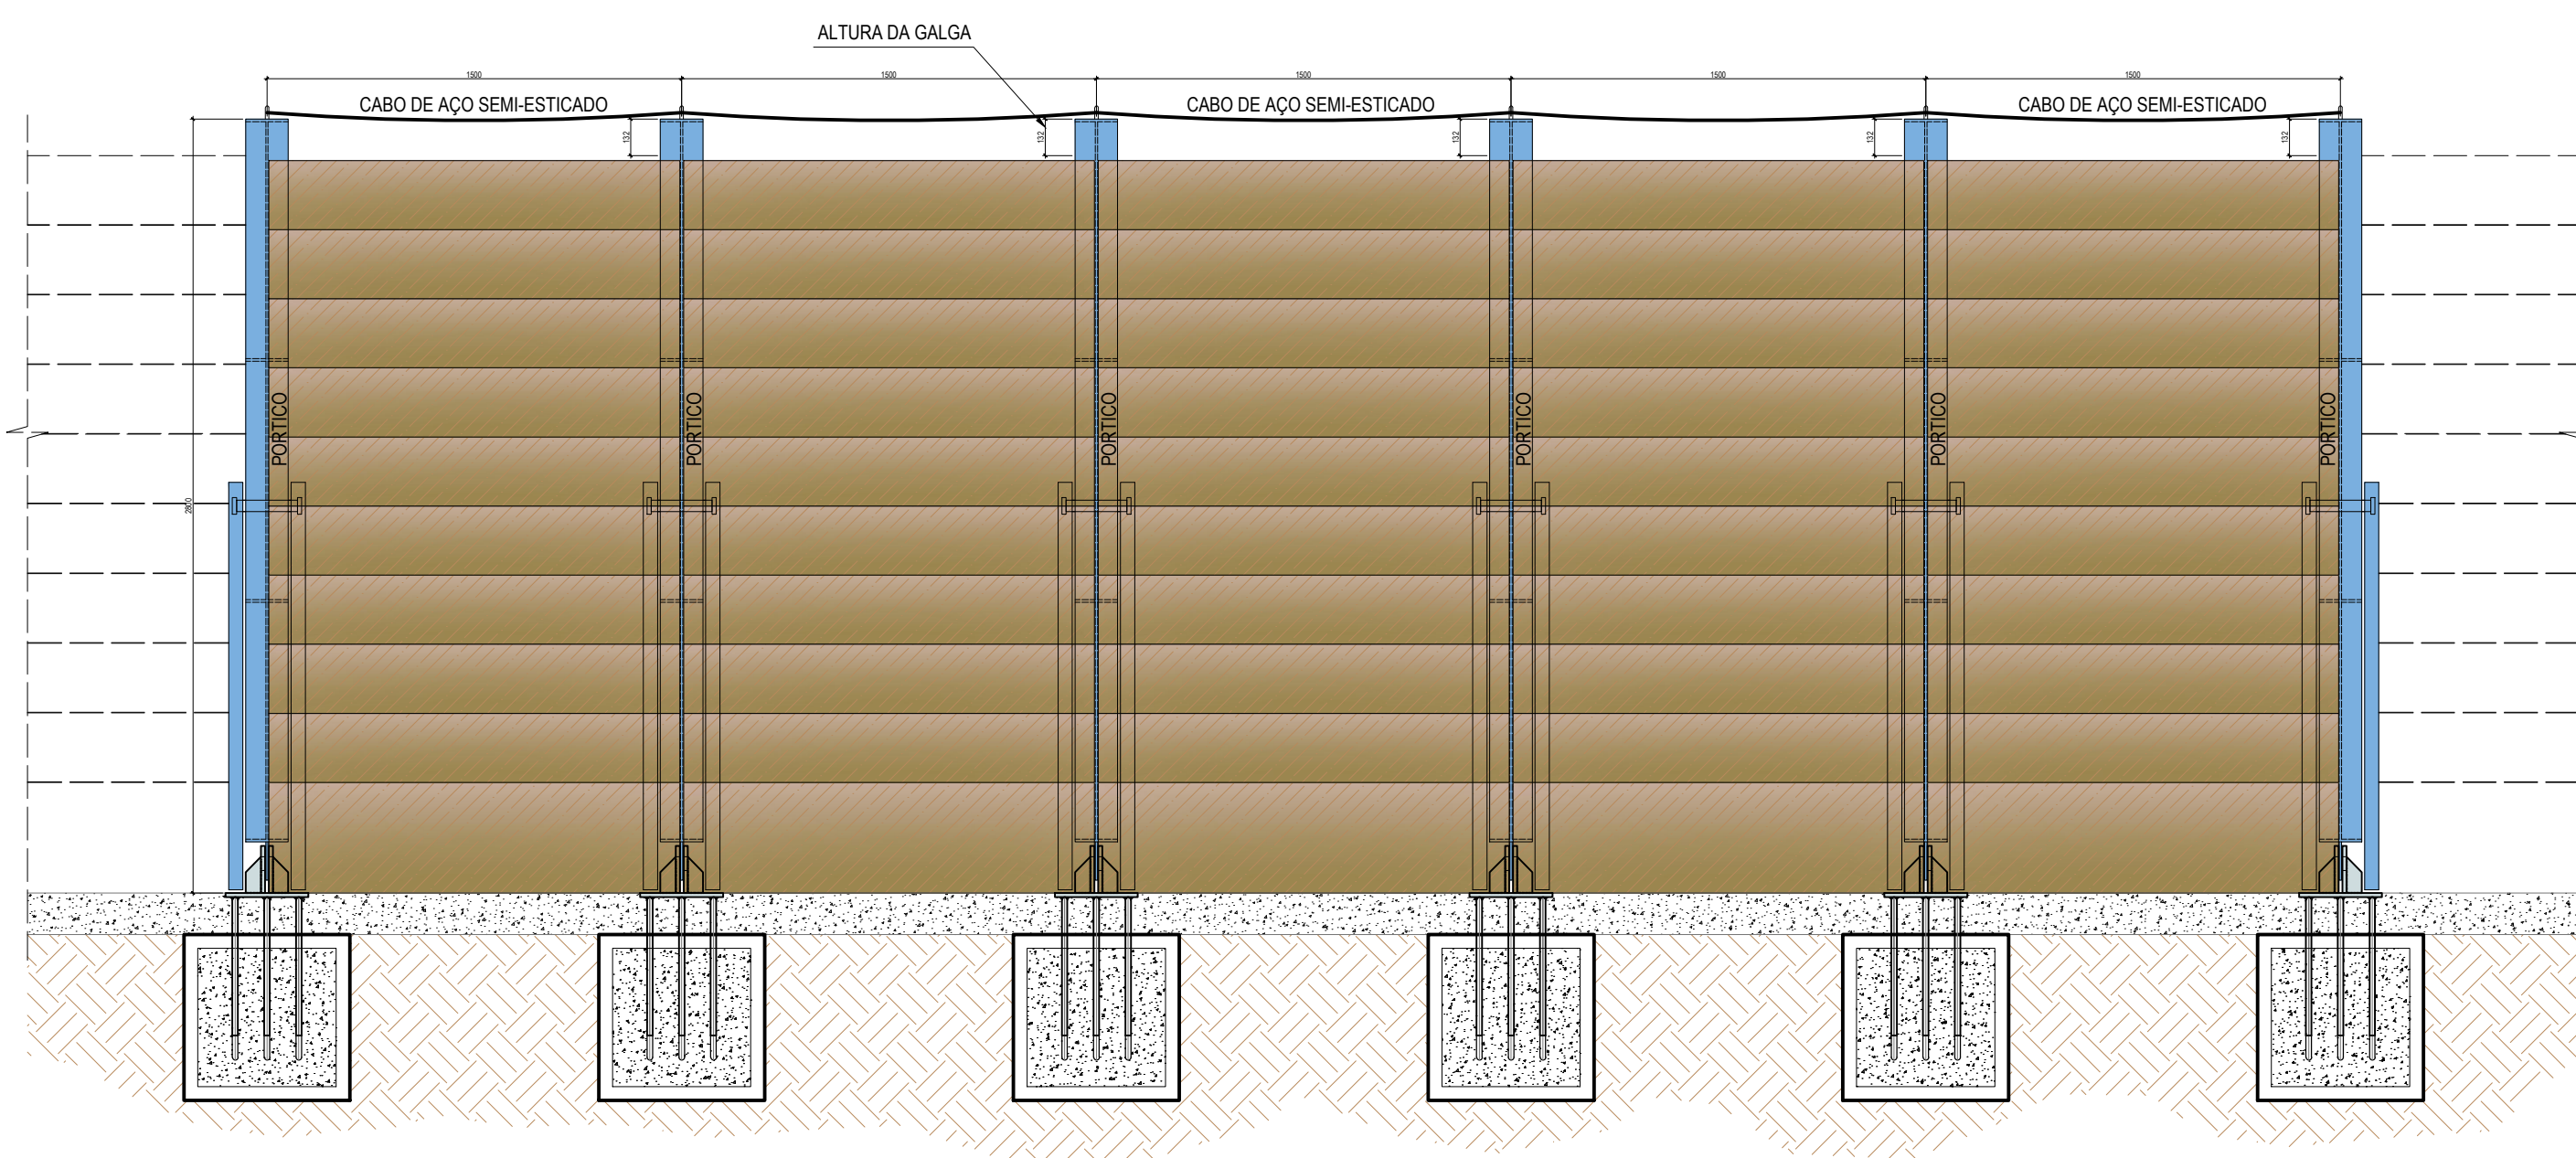 ALTURA DA GALGA
1500
1500
1500
1500
1500
CABO DE AÇO SEMI-ESTICADO
CABO DE AÇO SEMI-ESTICADO
CABO DE AÇO SEMI-ESTICADO
132
132
132
132
132
PORTICO
PORTICO
PORTICO
PORTICO
PORTICO
PORTICO
2800